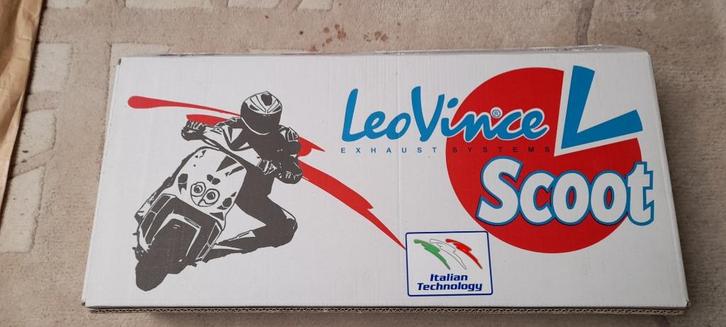 LeoVince®
EXHAUST SYSTEMS
Scoot
Italian
Technology